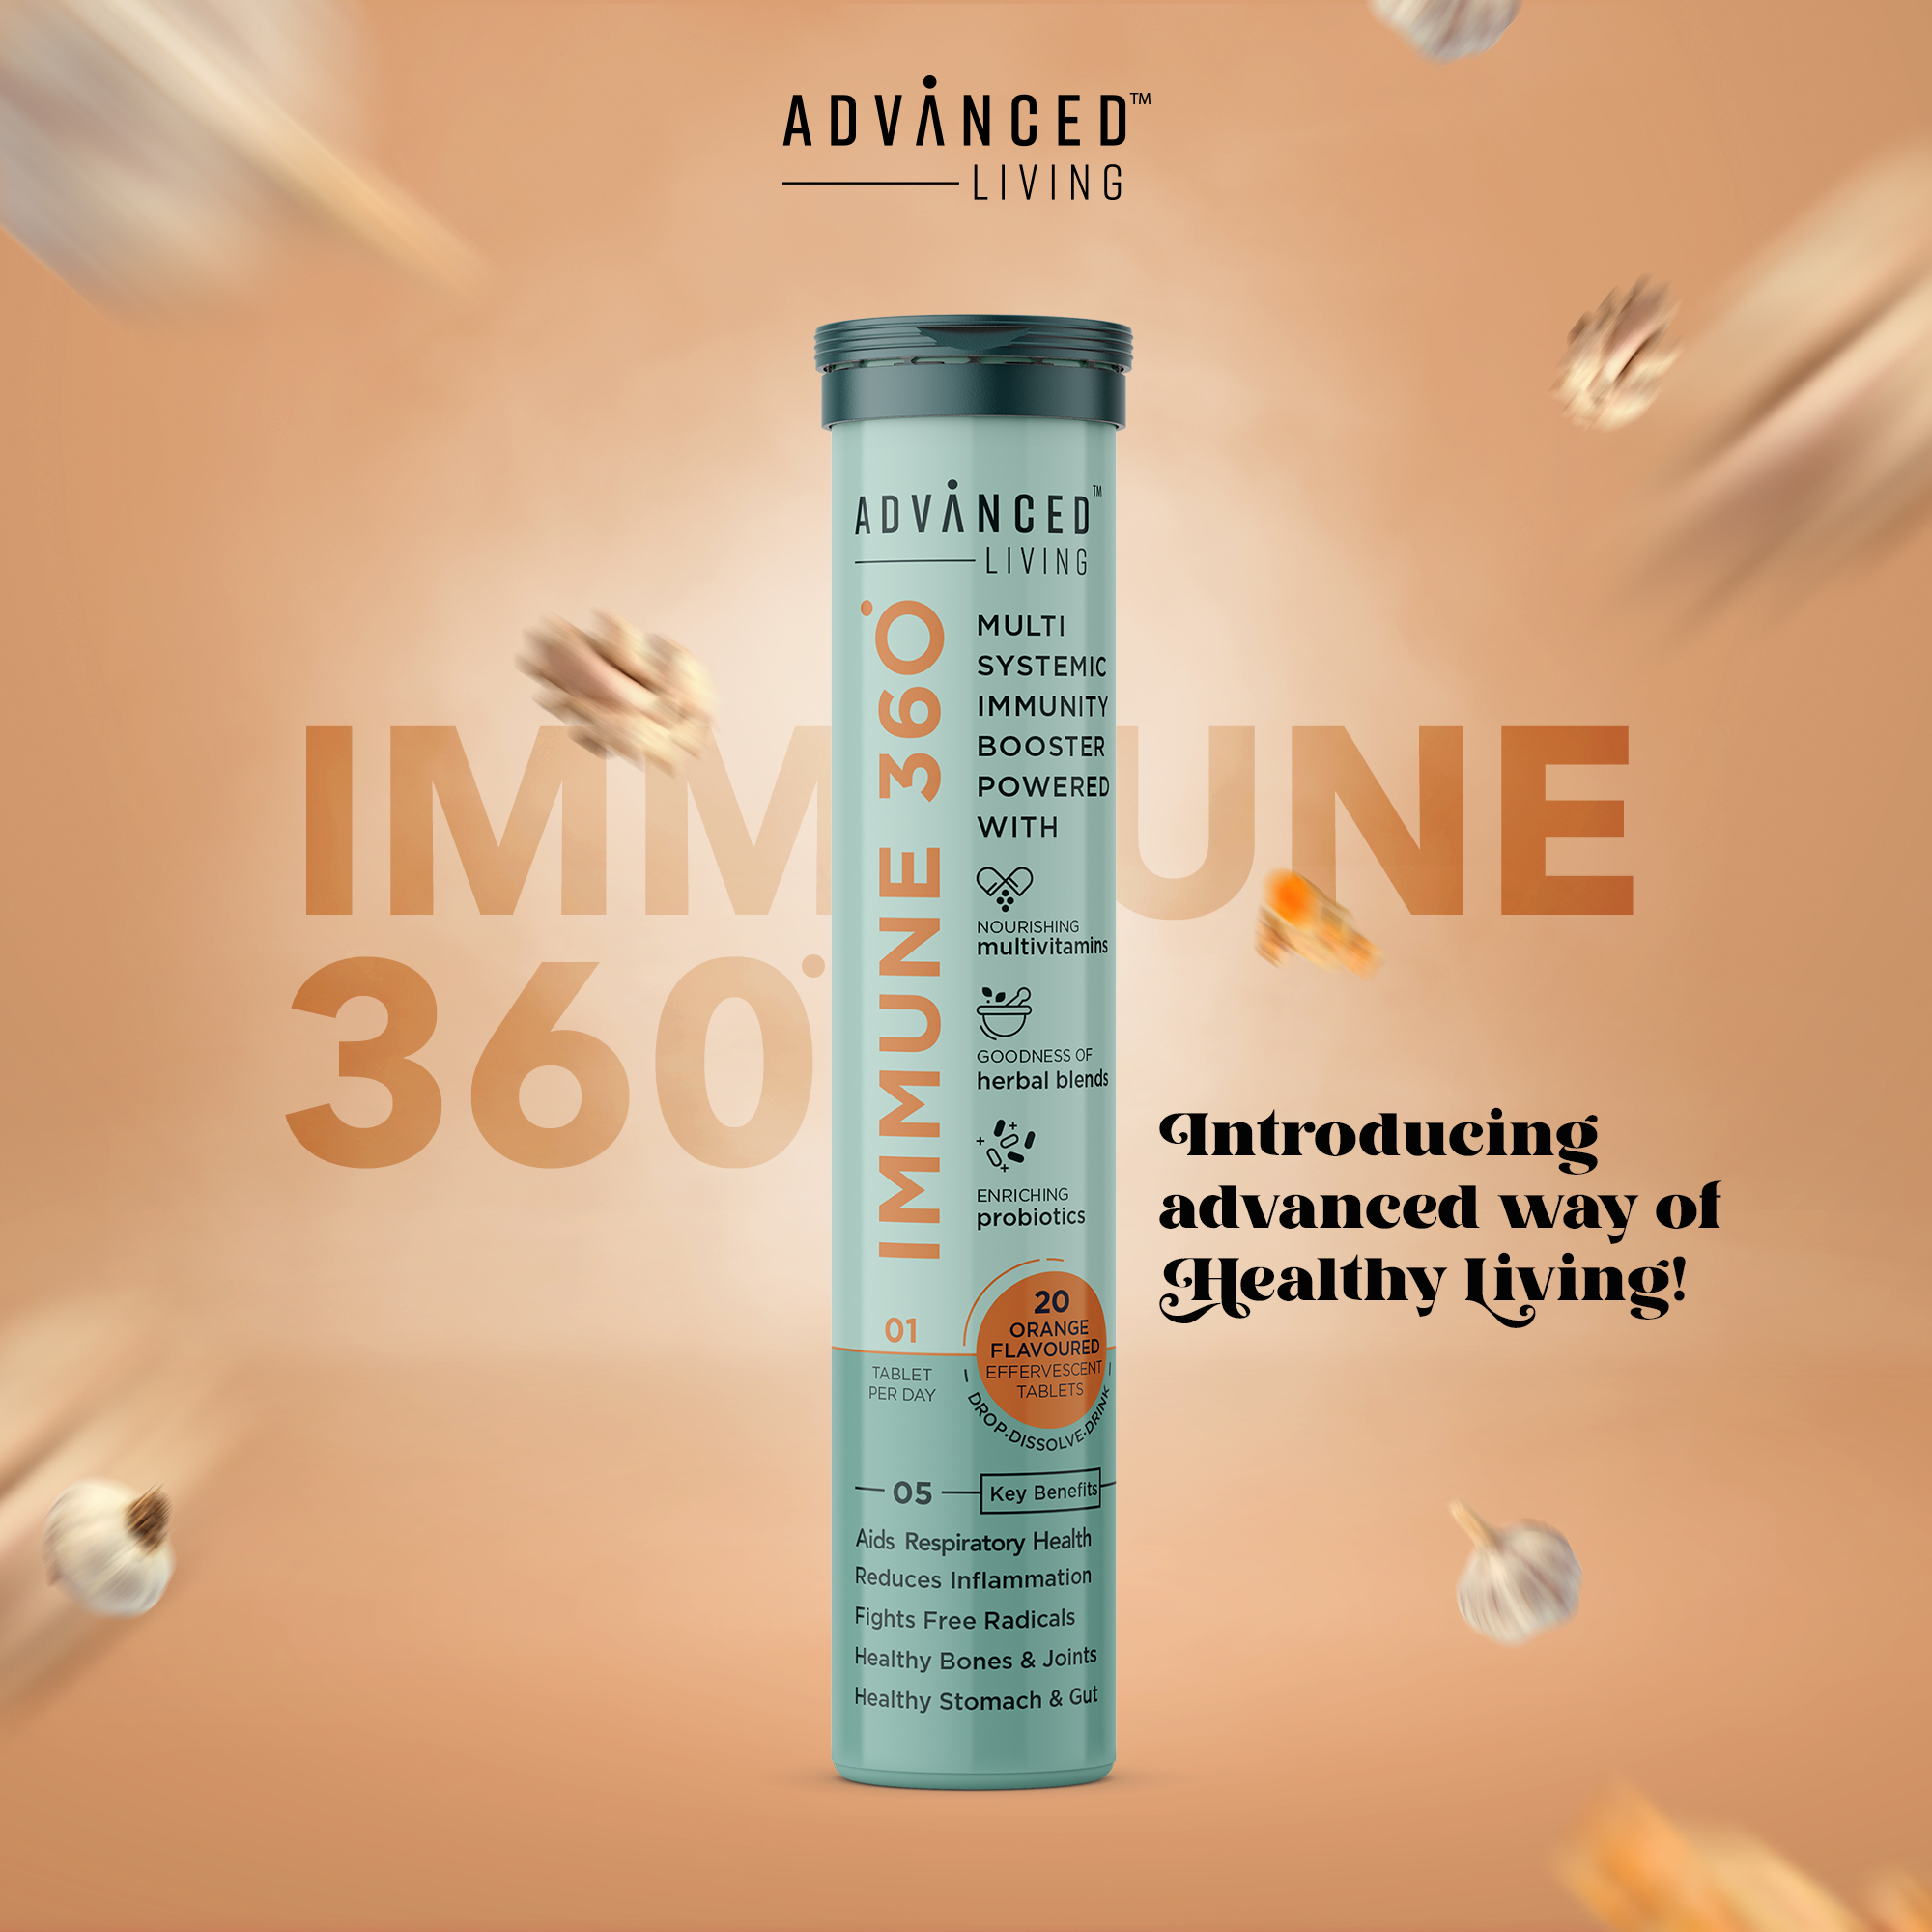 ADVANCED™
LIVING
IMMUNE
360°
ADVANCED™
LIVING
IMMUNE 360°
MULTI
SYSTEMIC
IMMUNITY
BOOSTER
POWERED
WITH
NOURISHING
multivitamins
GOODNESS OF
herbal blends
ENRICHING
probiotics
01
TABLET
PER DAY
20
ORANGE
FLAVOURED
EFFERVESCENT
TABLETS
DROP.DISSOLVE.DRINK
05 Key Benefits
Aids Respiratory Health
Reduces Inflammation
Fights Free Radicals
Healthy Bones & Joints
Healthy Stomach & Gut
Introducing
advanced way of
Healthy Living!